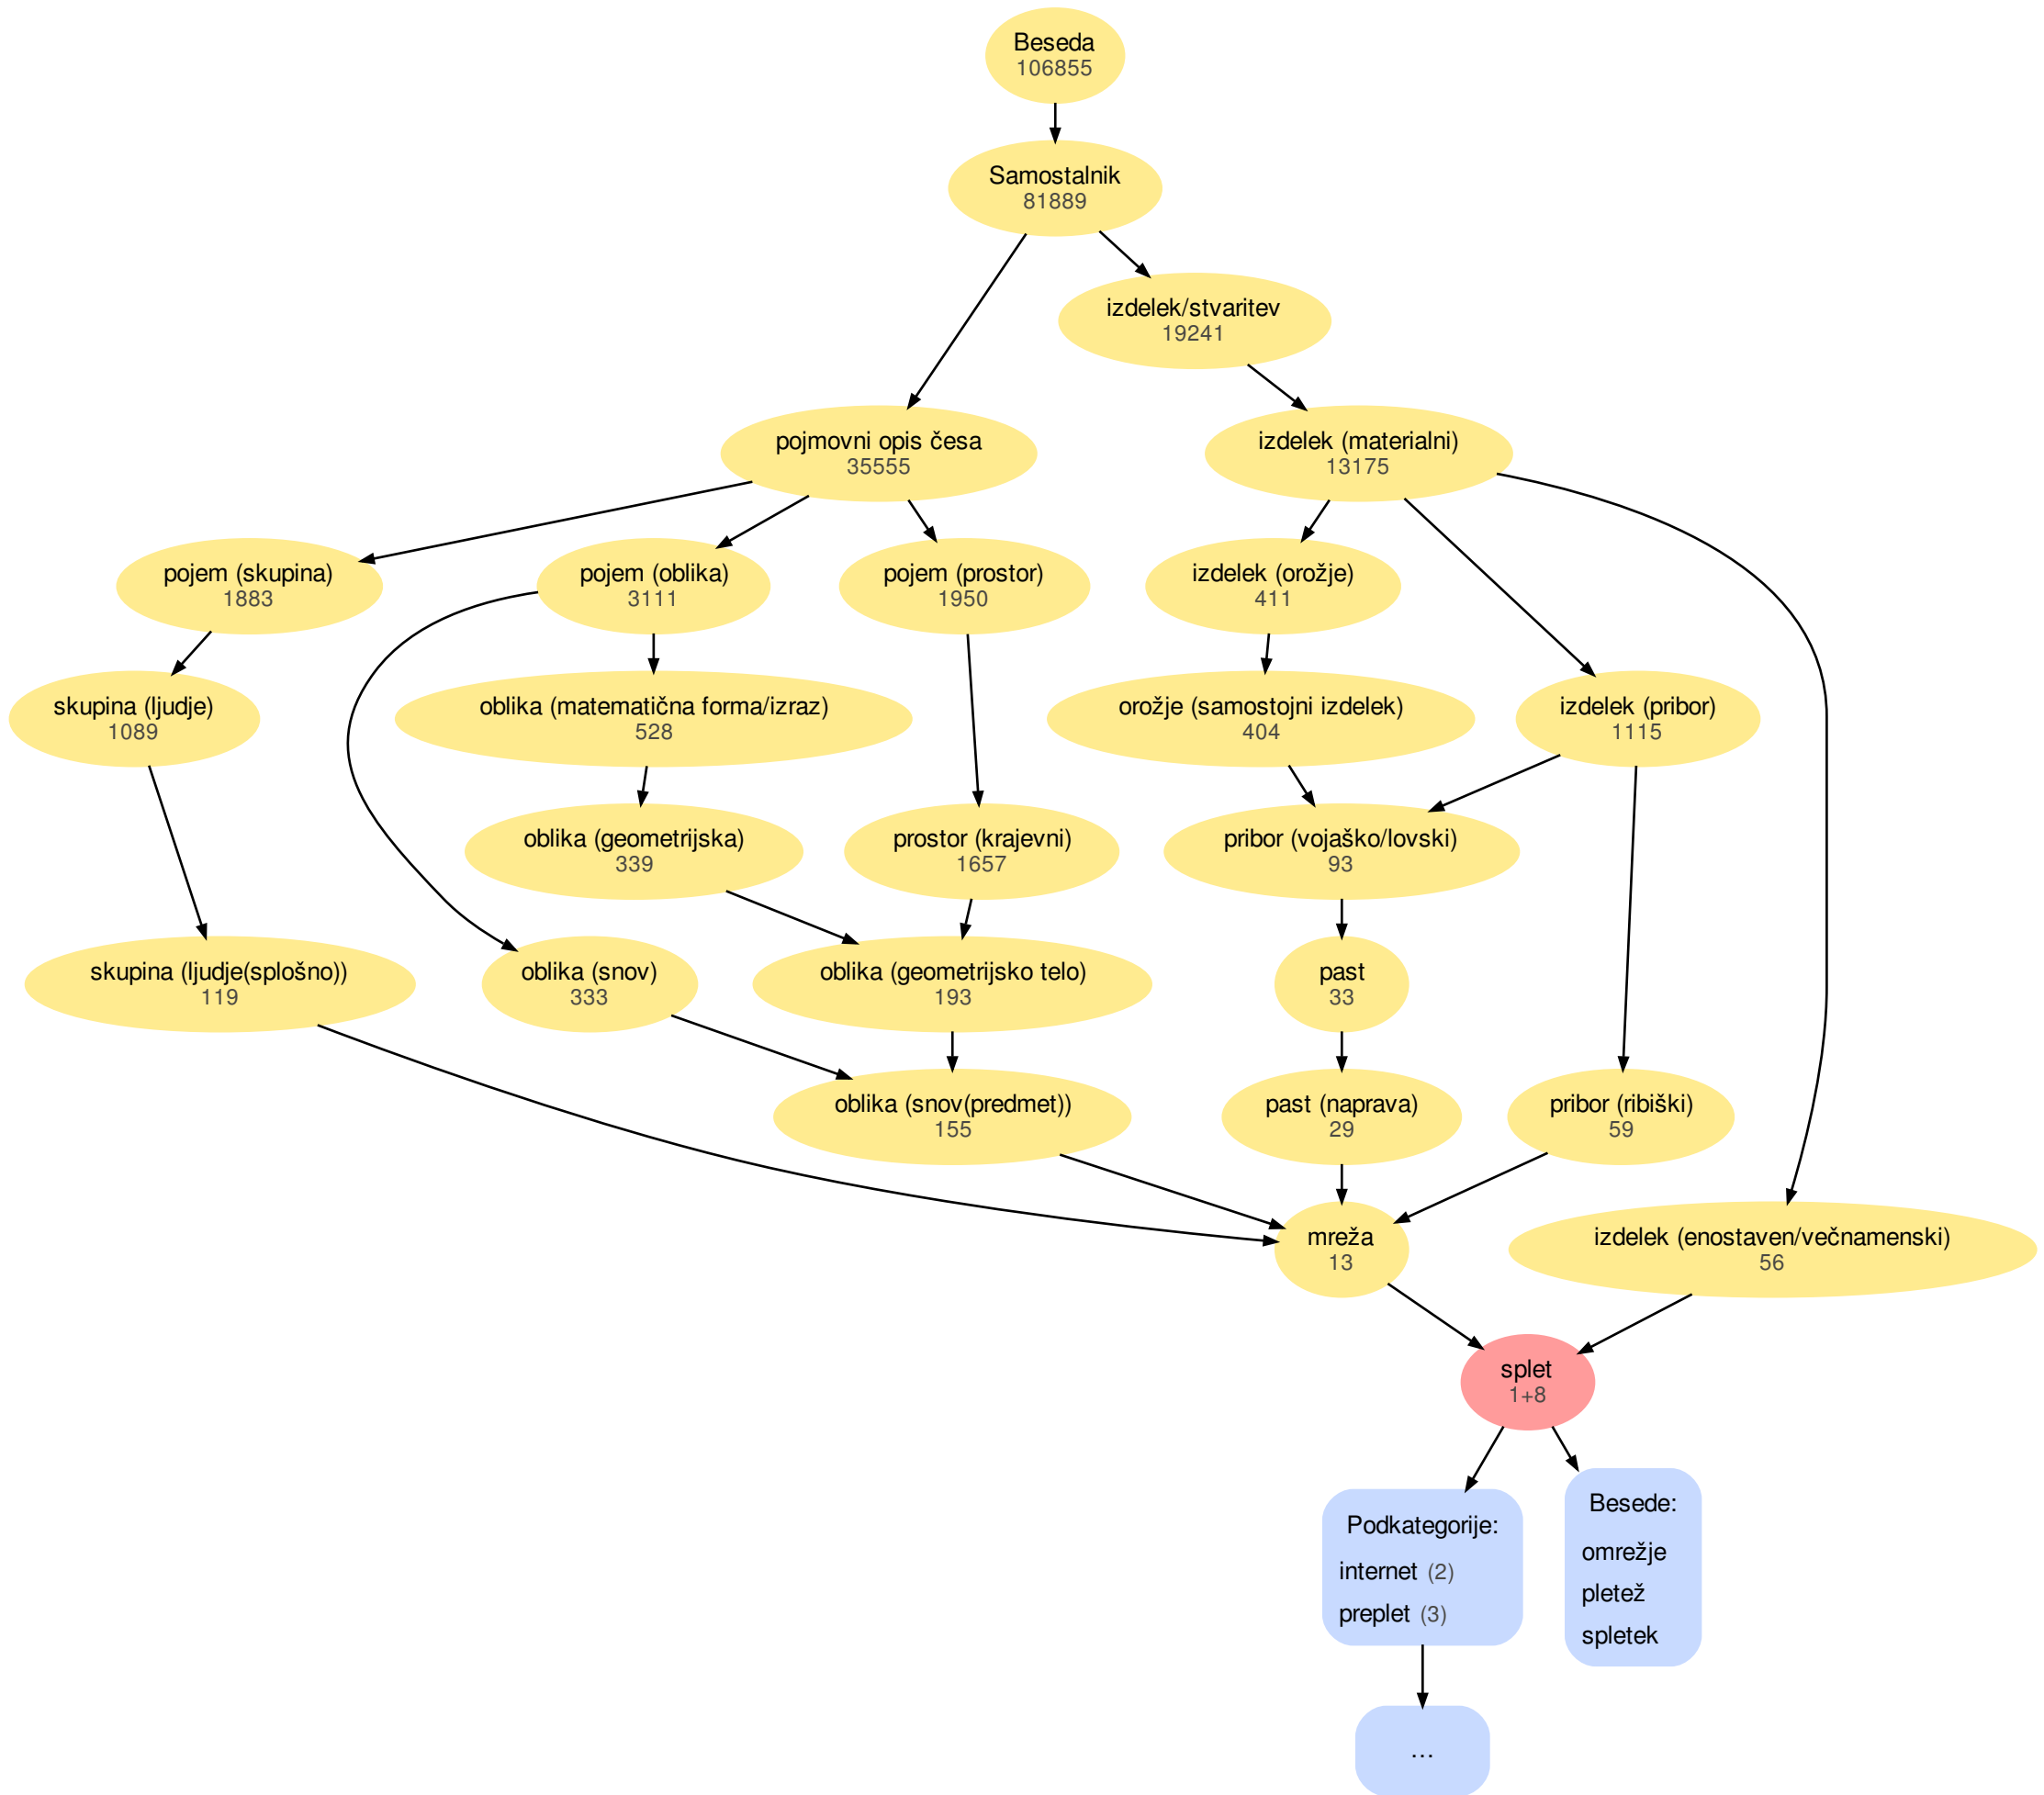 Beseda
106855
Samostalnik
81889
izdelek/stvaritev
19241
pojmovni opis česa
35555
izdelek (materialni)
13175
pojem (skupina)
1883
pojem (oblika)
3111
pojem (prostor)
1950
izdelek (orožje)
411
skupina (ljudje)
1089
oblika (matematična forma/izraz)
528
orožje (samostojni izdelek)
404
izdelek (pribor)
1115
oblika (geometrijska)
339
prostor (krajevni)
1657
pribor (vojaško/lovski)
93
skupina (ljudje(splošno))
119
oblika (snov)
333
oblika (geometrijsko telo)
193
past
33
oblika (snov(predmet))
155
past (naprava)
29
pribor (ribiški)
59
mreža
13
izdelek (enostaven/večnamenski)
56
splet
1+8
Podkategorije:
internet (2)
preplet (3)
Besede:
omrežje
pletež
spletek
...